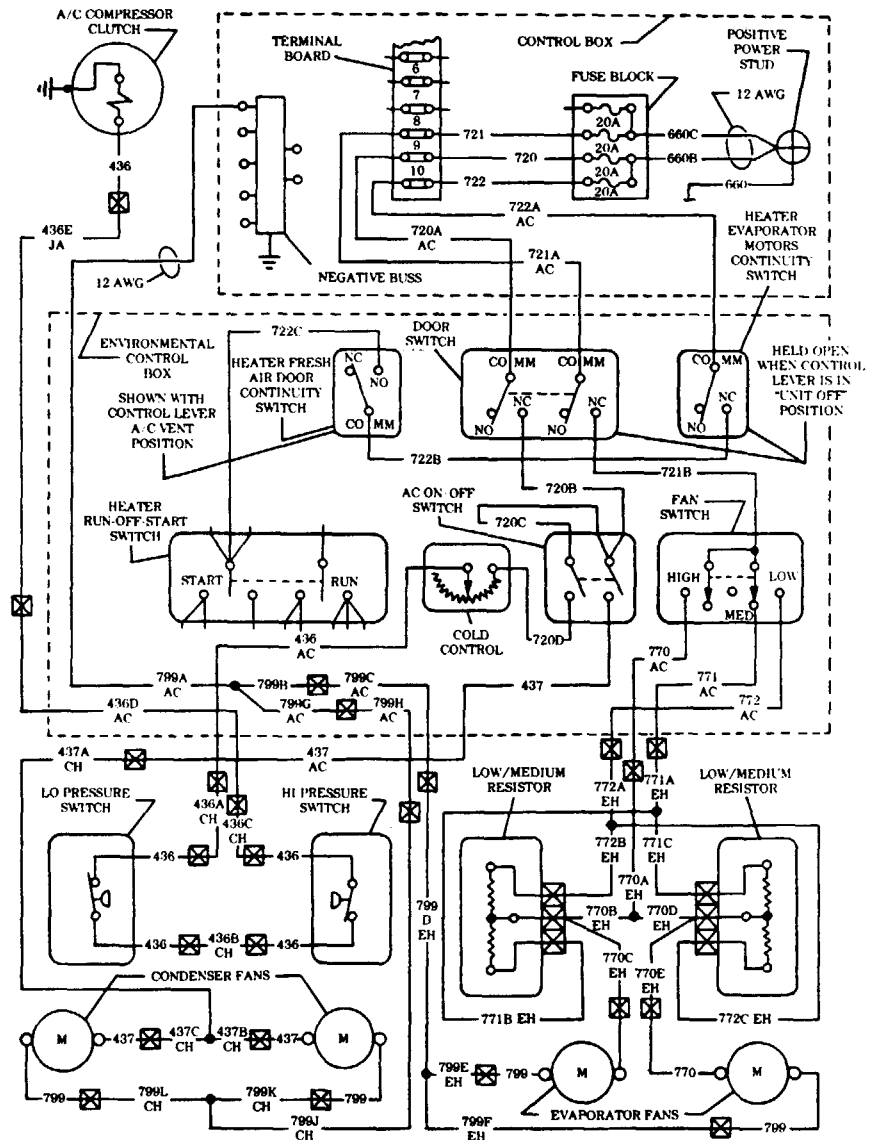 A/C COMPRESSOR
CLUTCH
TERMINAL
BOARD
CONTROL BOX
POSITIVE
POWER
STUD
FUSE BLOCK
12 AWG
6
7
8
9
10
721
720
722
20A
20A
20A
20A
660C
660B
660
436
436E
JA
12 AWG
NEGATIVE BUSS
720A
AC
721A
AC
722A
AC
HEATER
EVAPORATOR
MOTORS
CONTINUITY
SWITCH
ENVIRONMENTAL
CONTROL
BOX
722C
DOOR
SWITCH
HEATER FRESH
AIR DOOR
CONTINUITY
SWITCH
SHOWN WITH
CONTROL LEVER
A/C VENT
POSITION
NC
NO
CO MM
CO MM
CO MM
NC
NC
NO
NO
CO MM
NC
NO
HELD OPEN
WHEN CONTROL
LEVER IS IN
"UNIT OFF"
POSITION
722B
721B
720B
HEATER
RUN-OFF-START
SWITCH
AC ON-OFF
SWITCH
720C
FAN
SWITCH
START
RUN
HIGH
LOW
MED
436
AC
COLD
CONTROL
720D
799A
AC
799B
799C
AC
799G
AC
799H
AC
437
770
AC
771
AC
772
AC
436D
AC
437A
CH
437
AC
LO PRESSURE
SWITCH
436A
CH
436C
CH
HI PRESSURE
SWITCH
LOW/MEDIUM
RESISTOR
772A
EH
771A
EH
LOW/MEDIUM
RESISTOR
772B
EH
771C
EH
436
436
770A
EH
799
D
EH
770B
EH
770D
EH
436
436B
CH
436
770C
EH
770E
EH
CONDENSER FANS
771B EH
772C EH
M
437
437C
CH
437B
CH
437
M
799
799L
CH
799K
CH
799
799J
CH
799E
EH
799
M
770
M
EVAPORATOR FANS
799F
EH
799